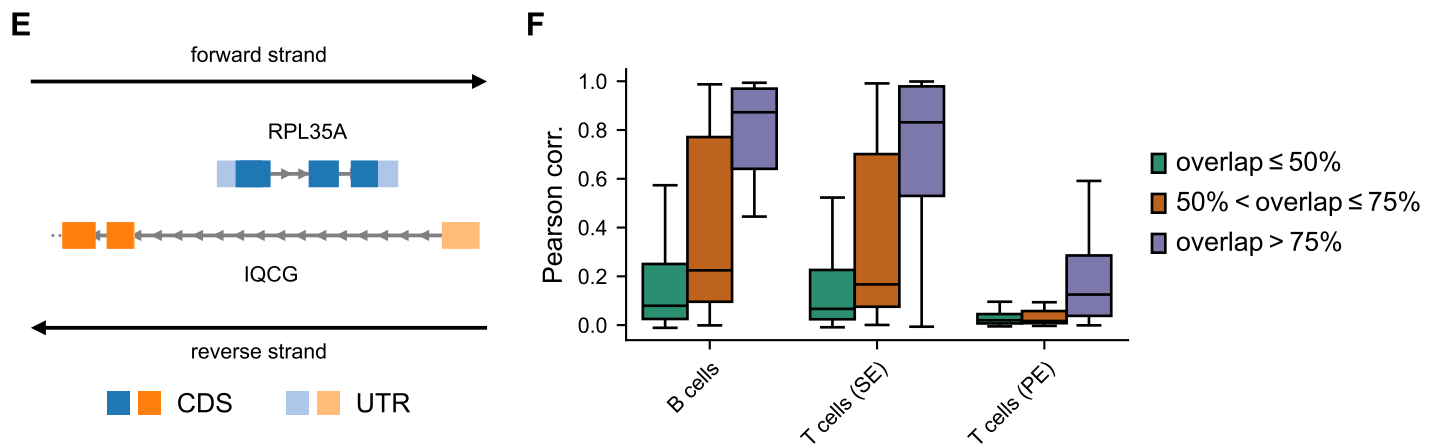 E
forward strand
RPL35A
IQCG
reverse strand
CDS
UTR
F
Pearson corr.
1.0
0.8
0.6
0.4
0.2
0.0
B cells
T cells (SE)
T cells (PE)
overlap ≤ 50%
50% < overlap ≤ 75%
overlap > 75%